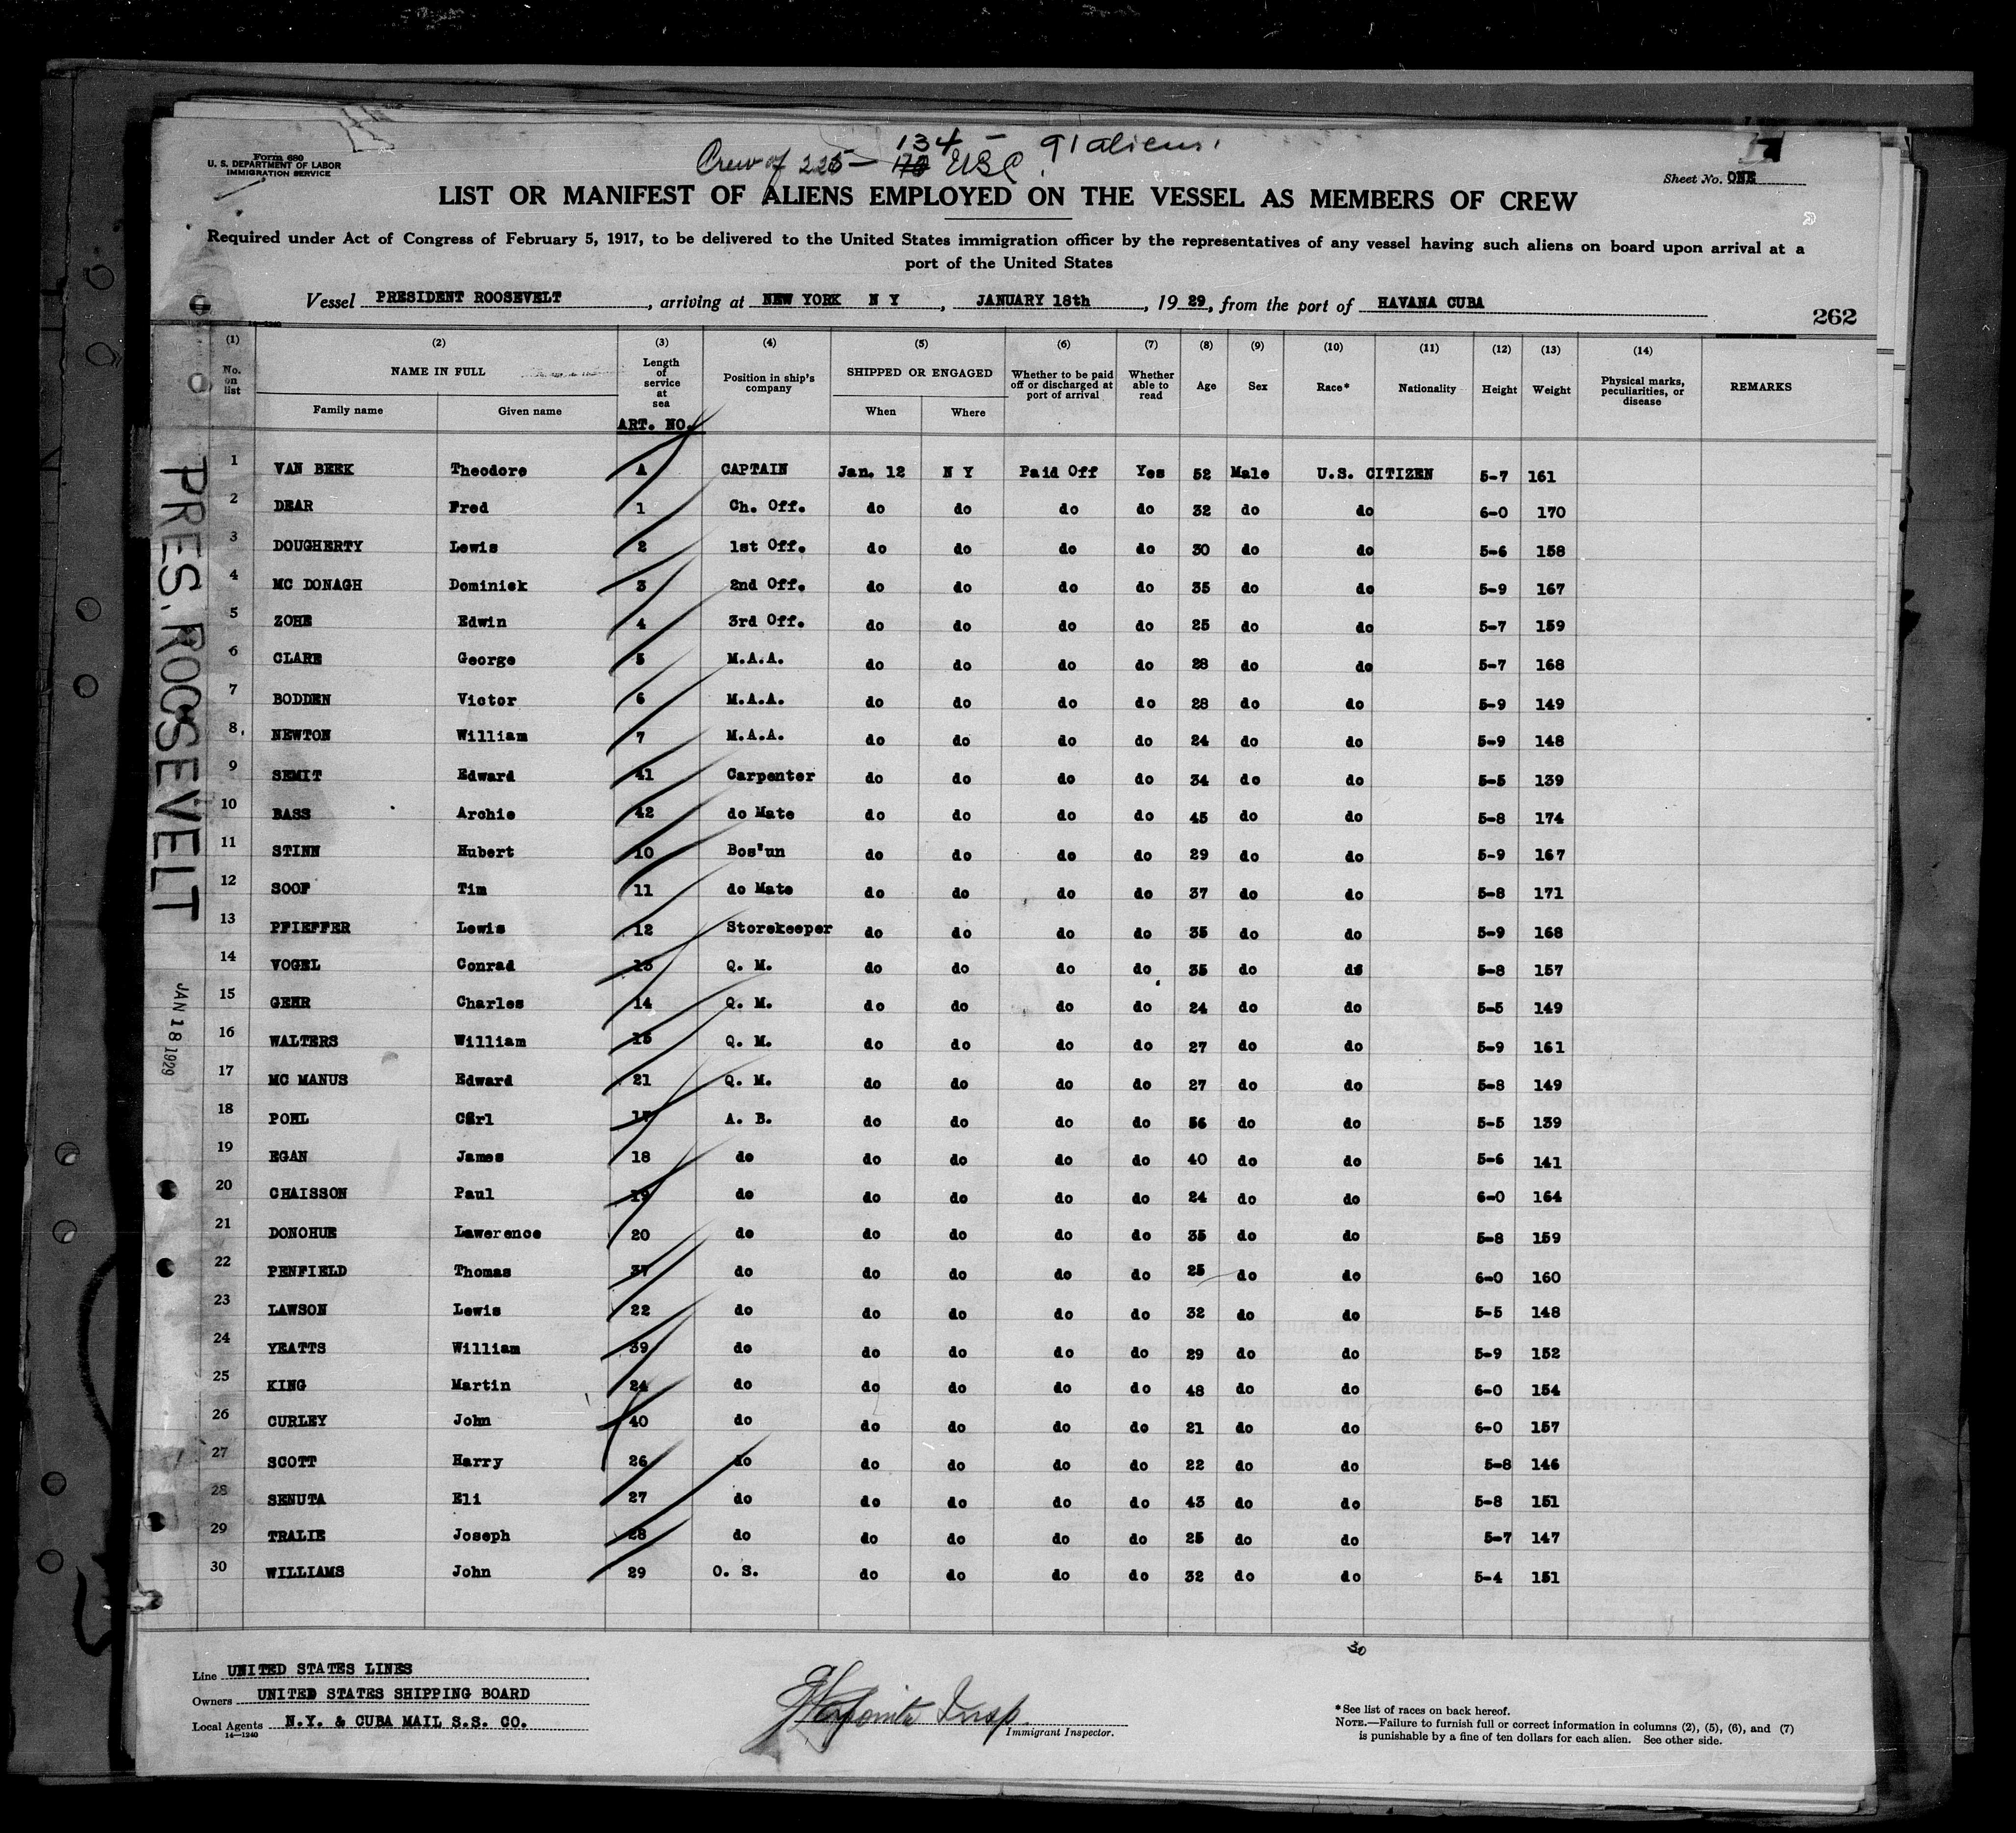 Form 680
U. S. DEPARTMENT OF LABOR
IMMIGRATION SERVICE
134 — 91 aliens.
Crew of 225 — USC.
Sheet No. ONE
LIST OR MANIFEST OF ALIENS EMPLOYED ON THE VESSEL AS MEMBERS OF CREW
Required under Act of Congress of February 5, 1917, to be delivered to the United States immigration officer by the representatives of any vessel having such aliens on board upon arrival at a
port of the United States
Vessel PRESIDENT ROOSEVELT, arriving at NEW YORK N Y, JANUARY 18th, 1929, from the port of HAVANA CUBA
262
14-1240
(1) (2) (3) (4) (5) (6) (7) (8) (9) (10) (11) (12) (13) (14)
No. on list NAME IN FULL Family name Given name Length of service at sea ART. NO. Position in ship's company SHIPPED OR ENGAGED When Where Whether to be paid off or discharged at port of arrival Whether able to read Age Sex Race* Nationality Height Weight Physical marks, peculiarities, or disease REMARKS
1 VAN BEEK Theodore A CAPTAIN Jan. 12 N Y Paid Off Yes 52 Male U.S. CITIZEN 5-7 161
2 DEAR Fred 1 Ch. Off. do do do do 32 do do 6-0 170
3 DOUGHERTY Lewis 2 1st Off. do do do do 30 do do 5-6 158
4 MC DONAGH Dominick 3 2nd Off. do do do do 35 do do 5-9 167
5 ZOHE Edwin 4 3rd Off. do do do do 25 do do 5-7 159
6 CLARE George 5 M.A.A. do do do do 28 do do 5-7 168
7 BODDEN Victor 6 M.A.A. do do do do 28 do do 5-9 149
8 NEWTON William 7 M.A.A. do do do do 24 do do 5-9 148
9 SEMIT Edward 41 Carpenter do do do do 34 do do 5-5 139
10 BASS Archie 42 do Mate do do do do 45 do do 5-8 174
11 STINN Hubert 10 Bos'un do do do do 29 do do 5-9 167
12 SOOF Tim 11 do Mate do do do do 37 do do 5-8 171
13 PFIEFFER Lewis 12 Storekeeper do do do do 35 do do 5-9 168
14 VOGEL Conrad 13 Q. M. do do do do 35 do do 5-8 157
15 GEHR Charles 14 Q. M. do do do do 24 do do 5-5 149
16 WALTERS William 15 Q. M. do do do do 27 do do 5-9 161
17 MC MANUS Edward 21 Q. M. do do do do 27 do do 5-8 149
18 POHL Carl 17 A. B. do do do do 56 do do 5-5 139
19 EGAN James 18 do do do do do 40 do do 5-6 141
20 CHAISSON Paul 19 do do do do do 24 do do 6-0 164
21 DONOHUE Lawerence 20 do do do do do 35 do do 5-8 159
22 PENFIELD Thomas 37 do do do do do 25 do do 6-0 160
23 LAWSON Lewis 22 do do do do do 32 do do 5-5 148
24 YEATTS William 39 do do do do do 29 do do 5-9 152
25 KING Martin 24 do do do do do 48 do do 6-0 154
26 CURLEY John 40 do do do do do 21 do do 6-0 157
27 SCOTT Harry 26 do do do do do 22 do do 5-8 146
28 SENUTA Eli 27 do do do do do 43 do do 5-8 151
29 TRALIE Joseph 28 do do do do do 25 do do 5-7 147
30 WILLIAMS John 29 O. S. do do do do 32 do do 5-4 151
30
PRES. ROOSEVELT
JAN 18 1929
Line UNITED STATES LINES
Owners UNITED STATES SHIPPING BOARD
Local Agents N.Y. & CUBA MAIL S.S. CO.
14-1240
Insp.
Immigrant Inspector.
*See list of races on back hereof.
NOTE.—Failure to furnish full or correct information in columns (2), (5), (6), and (7)
is punishable by a fine of ten dollars for each alien. See other side.